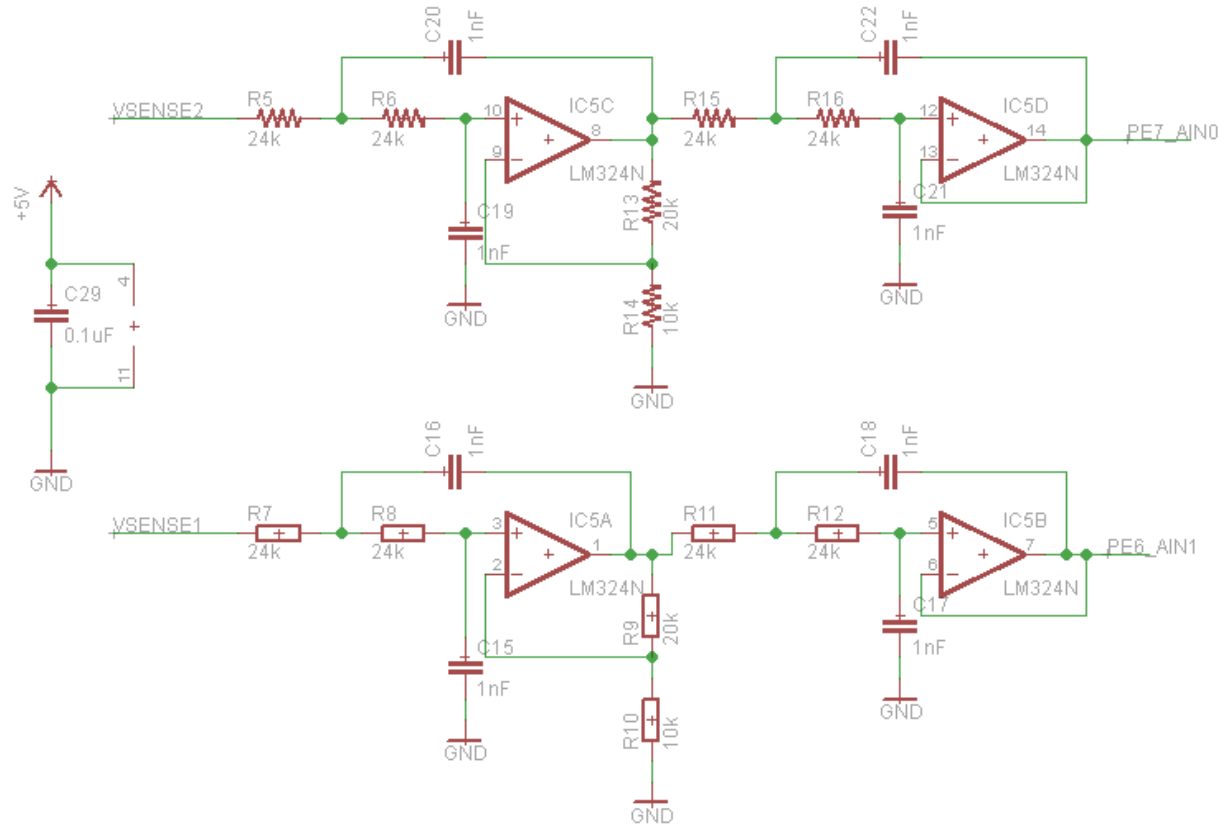 C20
1nF
C22
1nF
VSENSE2
R5
24k
R6
24k
10
9
8
IC5C
LM324N
R15
24k
R16
24k
12
13
14
IC5D
LM324N
PE7_AIN0
+5V
C19
1nF
R13
20k
C21
1nF
GND
C29
0.1uF
4
11
GND
GND
R14
10k
GND
C16
1nF
C18
1nF
VSENSE1
R7
24k
R8
24k
3
2
1
IC5A
LM324N
R11
24k
R12
24k
5
6
7
IC5B
LM324N
PE6_AIN1
C15
1nF
R9
20k
C17
1nF
GND
GND
R10
10k
GND